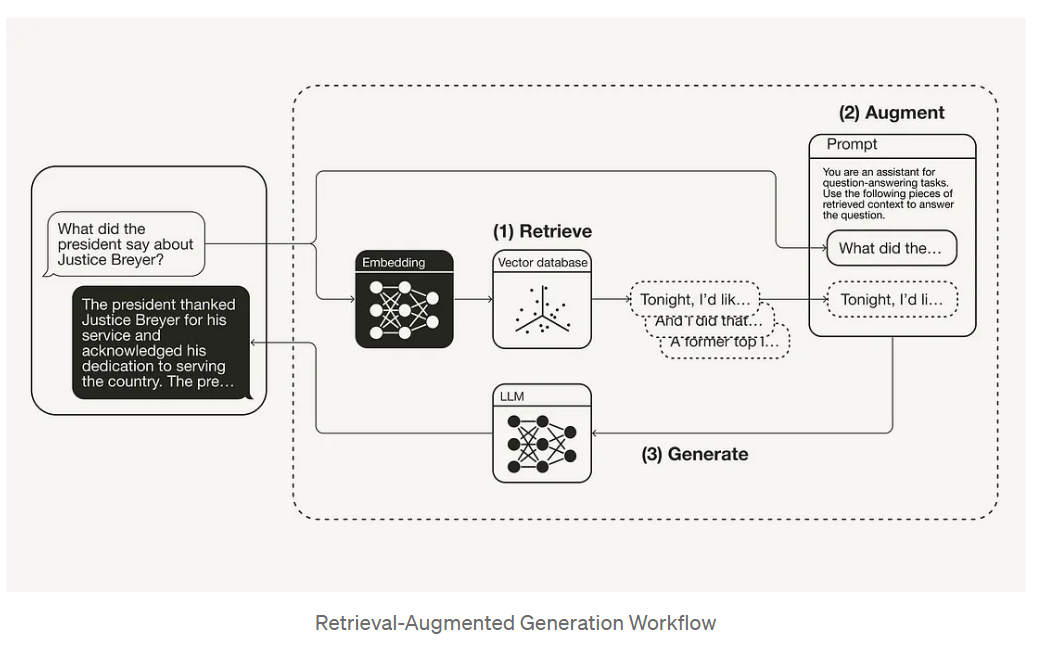 (2) Augment
Prompt
You are an assistant for
question-answering tasks.
Use the following pieces of
retrieved context to answer
the question.
What did the
president say about
Justice Breyer?
(1) Retrieve
What did the…
Embedding
Vector database
Tonight, I'd lik…
And I did that…
A former top l…
Tonight, I'd li…
The president thanked
Justice Breyer for his
service and
acknowledged his
dedication to serving
the country. The pre…
LLM
(3) Generate
Retrieval-Augmented Generation Workflow